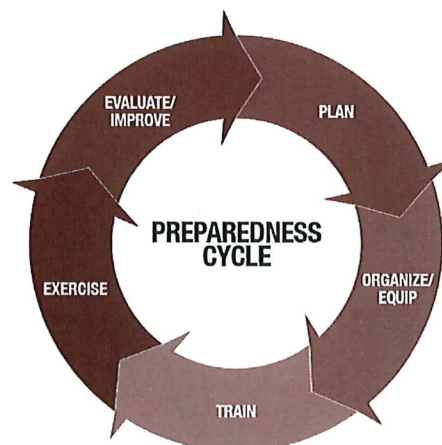 PREPAREDNESS
CYCLE
PLAN
ORGANIZE/
EQUIP
TRAIN
EXERCISE
EVALUATE/
IMPROVE